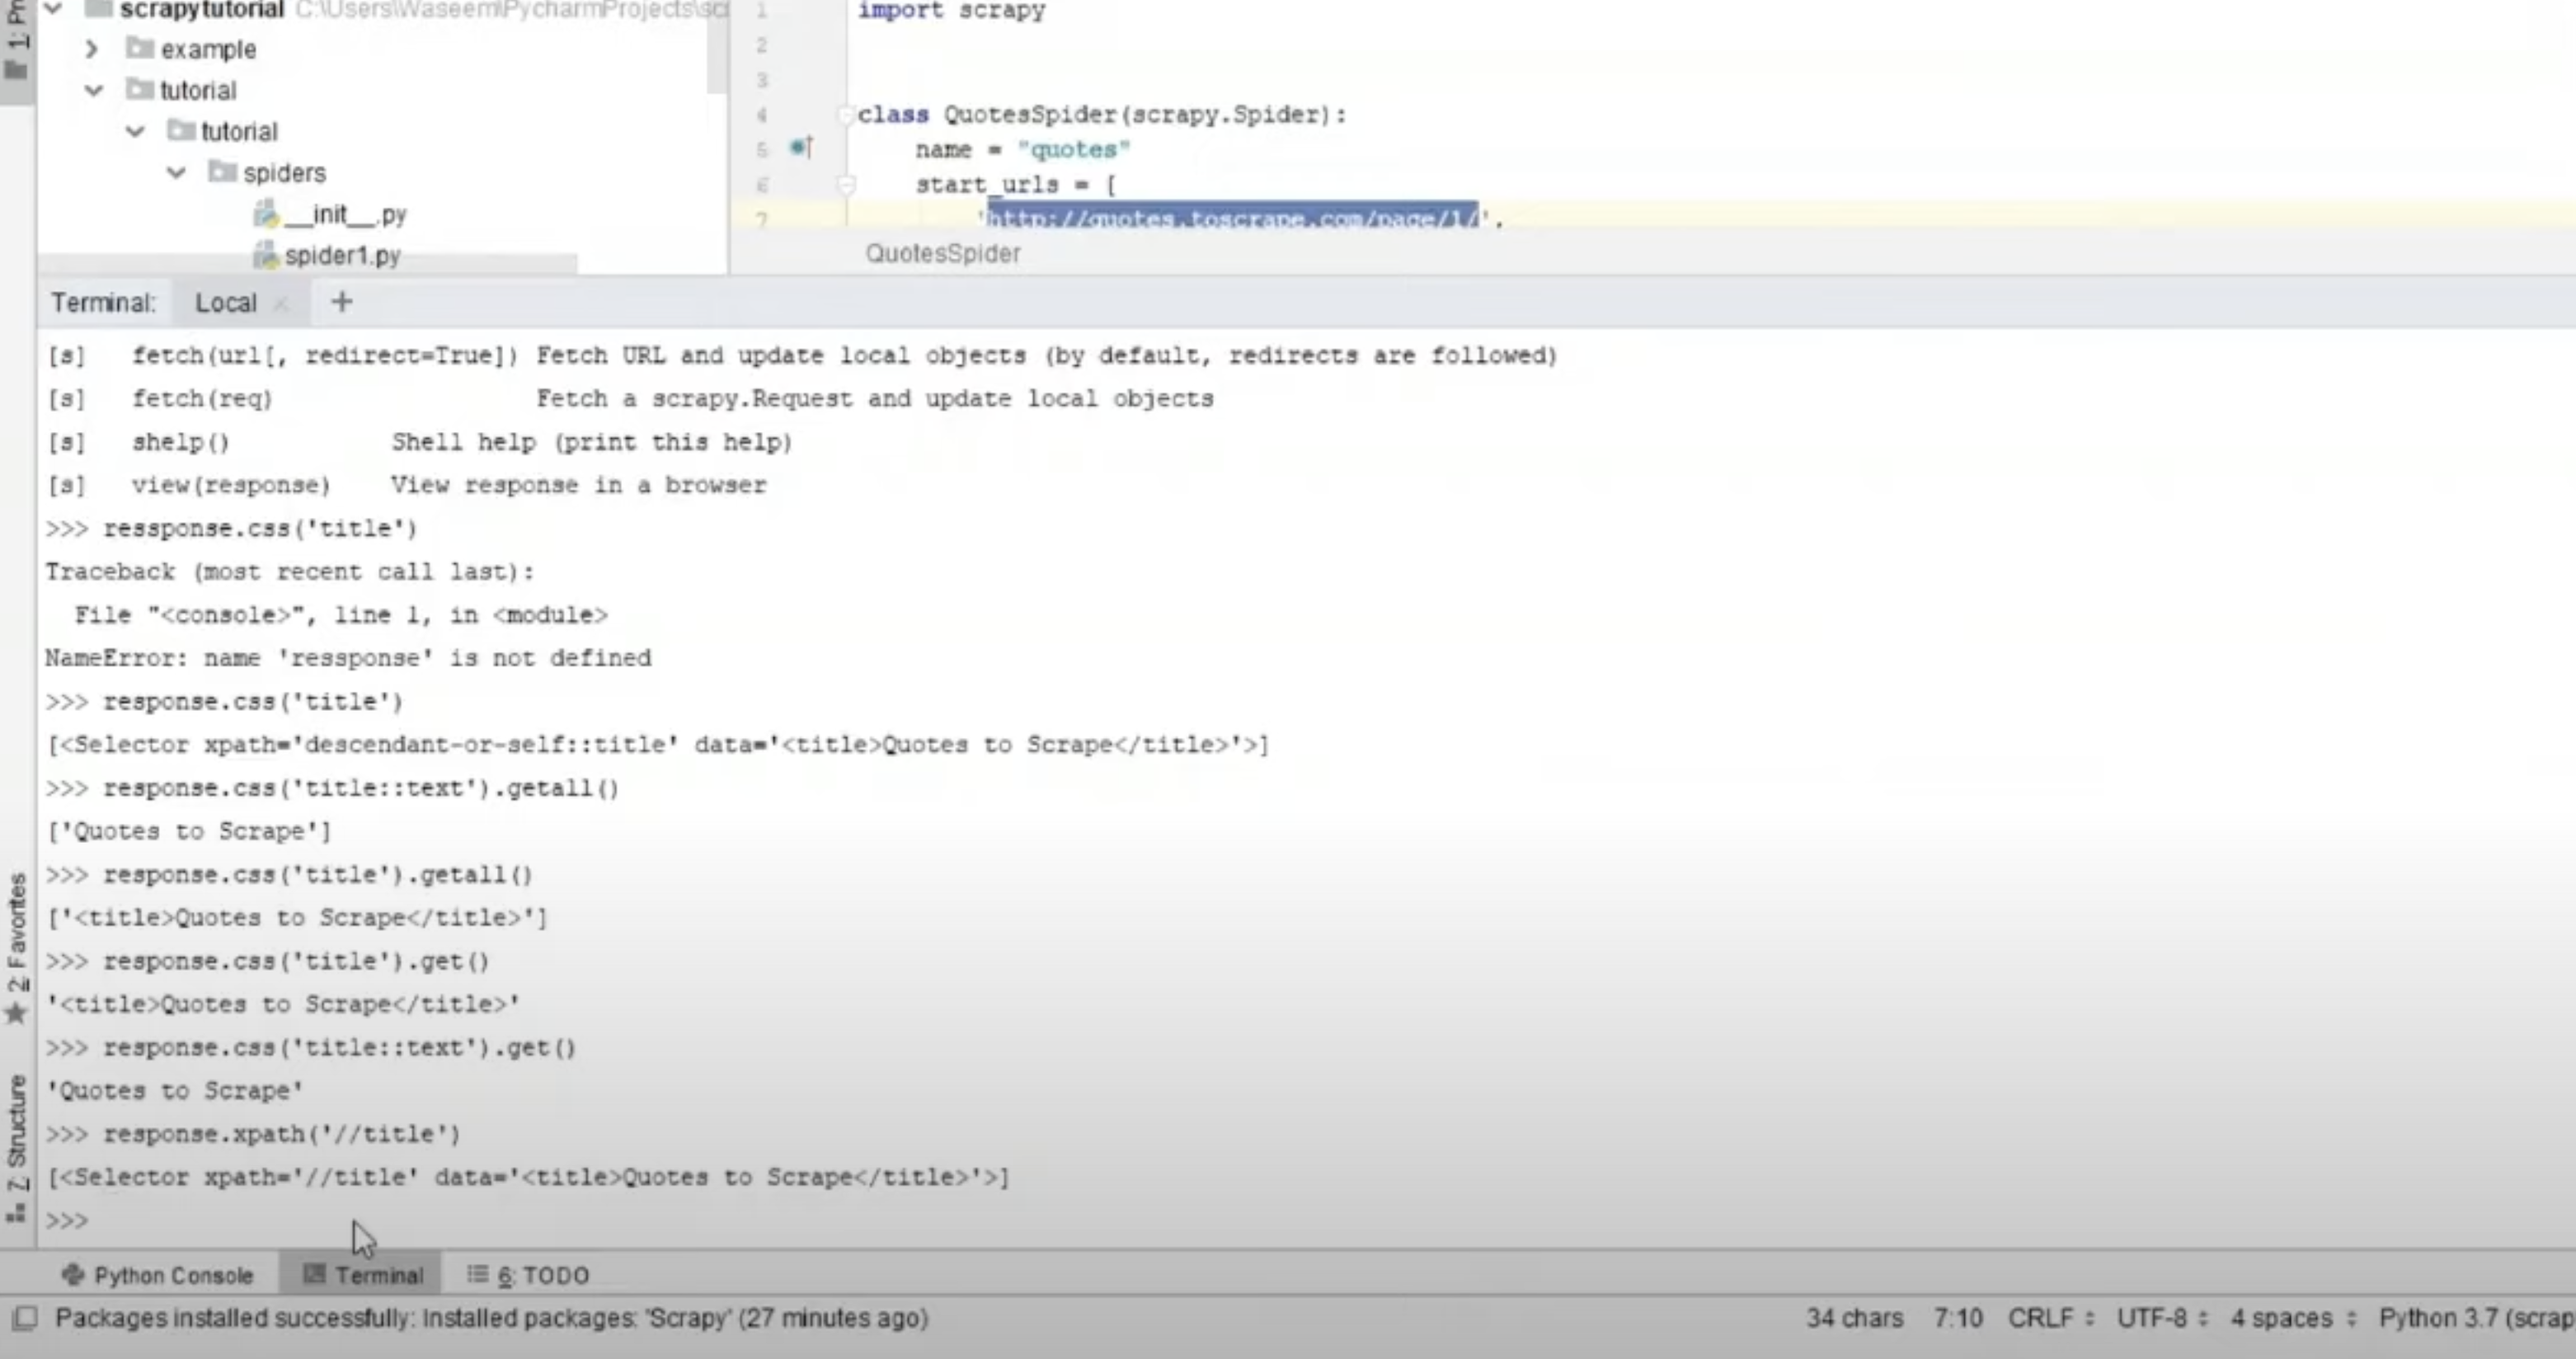 scrapytutorial C:\Users\Waseem\PycharmProjects\scr
example
tutorial
tutorial
spiders
__init__.py
spider1.py
1 import scrapy
2
3
4 class QuotesSpider(scrapy.Spider):
5 name = "quotes"
6 start_urls = [
7 'http://quotes.toscrape.com/page/1/',
QuotesSpider
Terminal: Local × +
[s] fetch(url[, redirect=True]) Fetch URL and update local objects (by default, redirects are followed)
[s] fetch(req) Fetch a scrapy.Request and update local objects
[s] shelp() Shell help (print this help)
[s] view(response) View response in a browser
>>> ressponse.css('title')
Traceback (most recent call last):
File "<console>", line 1, in <module>
NameError: name 'ressponse' is not defined
>>> response.css('title')
[<Selector xpath='descendant-or-self::title' data='<title>Quotes to Scrape</title>'>]
>>> response.css('title::text').getall()
['Quotes to Scrape']
>>> response.css('title').getall()
['<title>Quotes to Scrape</title>']
>>> response.css('title').get()
'<title>Quotes to Scrape</title>'
>>> response.css('title::text').get()
'Quotes to Scrape'
>>> response.xpath('//title')
[<Selector xpath='//title' data='<title>Quotes to Scrape</title>'>]
>>>
2: Favorites
7: Structure
Python Console Terminal 6: TODO
Packages installed successfully: Installed packages: 'Scrapy' (27 minutes ago) 34 chars 7:10 CRLF UTF-8 4 spaces Python 3.7 (scrap